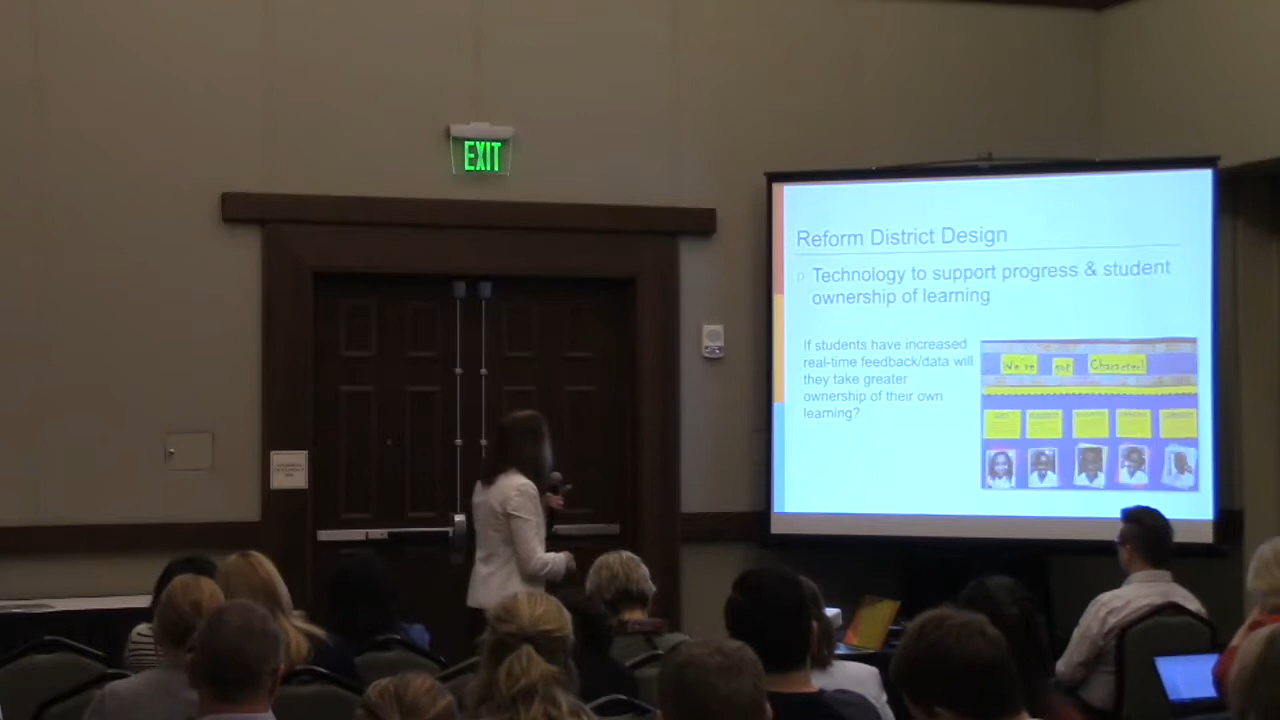 EXIT
Reform District Design
Technology to support progress & student
ownership of learning
If students have increased
real-time feedback/data will
they take greater
ownership of their own
learning?
We're got Character!